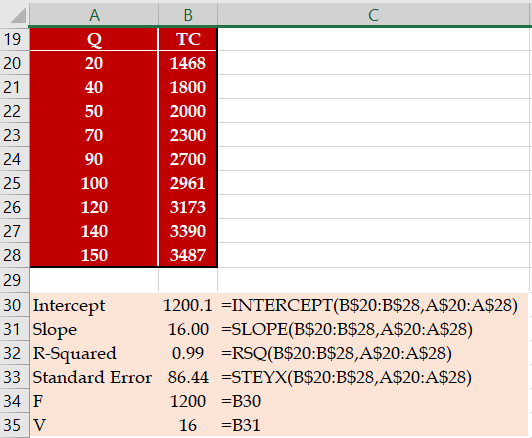 A B C
19 Q TC
20 20 1468
21 40 1800
22 50 2000
23 70 2300
24 90 2700
25 100 2961
26 120 3173
27 140 3390
28 150 3487
29
30 Intercept 1200.1 =INTERCEPT(B$20:B$28,A$20:A$28)
31 Slope 16.00 =SLOPE(B$20:B$28,A$20:A$28)
32 R-Squared 0.99 =RSQ(B$20:B$28,A$20:A$28)
33 Standard Error 86.44 =STEYX(B$20:B$28,A$20:A$28)
34 F 1200 =B30
35 V 16 =B31